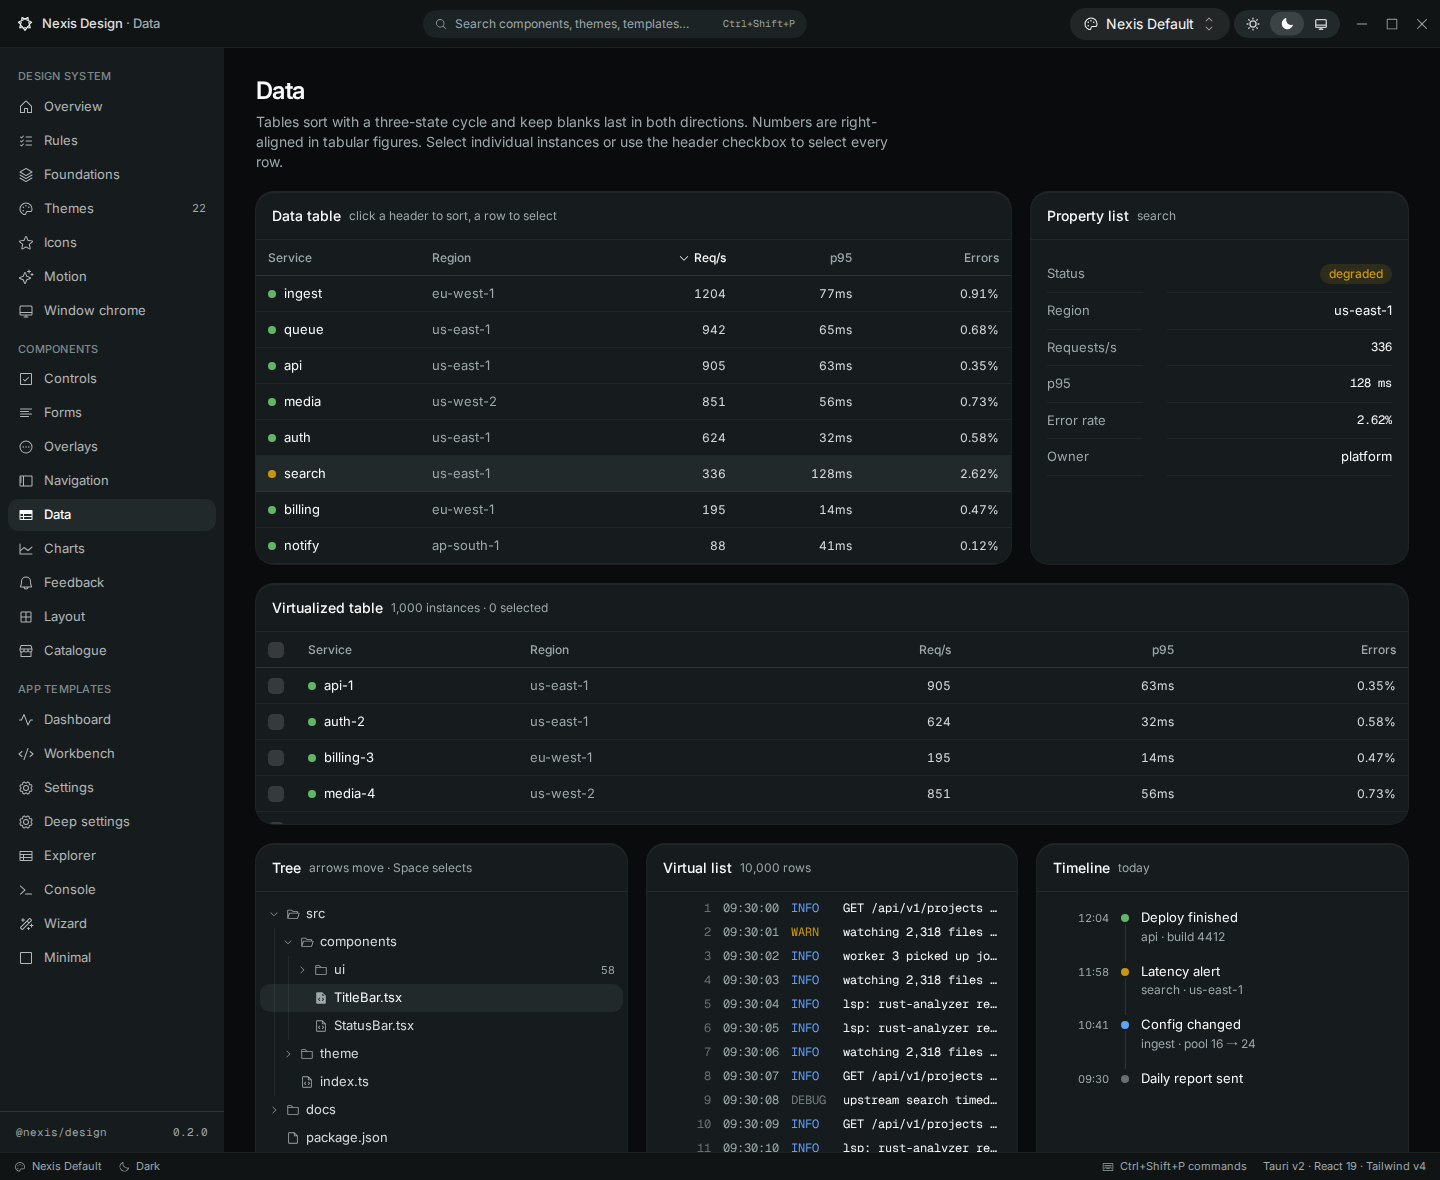 Nexis Design · Data
Search components, themes, templates... Ctrl+Shift+P
Nexis Default
DESIGN SYSTEM
Overview
Rules
Foundations
Themes 22
Icons
Motion
Window chrome
COMPONENTS
Controls
Forms
Overlays
Navigation
Data
Charts
Feedback
Layout
Catalogue
APP TEMPLATES
Dashboard
Workbench
Settings
Deep settings
Explorer
Console
Wizard
Minimal
@nexis/design 0.2.0
Data
Tables sort with a three-state cycle and keep blanks last in both directions. Numbers are right-
aligned in tabular figures. Select individual instances or use the header checkbox to select every
row.
Data table click a header to sort, a row to select
Service Region Req/s p95 Errors
ingest eu-west-1 1204 77ms 0.91%
queue us-east-1 942 65ms 0.68%
api us-east-1 905 63ms 0.35%
media us-west-2 851 56ms 0.73%
auth us-east-1 624 32ms 0.58%
search us-east-1 336 128ms 2.62%
billing eu-west-1 195 14ms 0.47%
notify ap-south-1 88 41ms 0.12%
Property list search
Status degraded
Region us-east-1
Requests/s 336
p95 128 ms
Error rate 2.62%
Owner platform
Virtualized table 1,000 instances · 0 selected
Service Region Req/s p95 Errors
api-1 us-east-1 905 63ms 0.35%
auth-2 us-east-1 624 32ms 0.58%
billing-3 eu-west-1 195 14ms 0.47%
media-4 us-west-2 851 56ms 0.73%
Tree arrows move · Space selects
src
components
ui 58
TitleBar.tsx
StatusBar.tsx
theme
index.ts
docs
package.json
Virtual list 10,000 rows
1 09:30:00 INFO GET /api/v1/projects …
2 09:30:01 WARN watching 2,318 files …
3 09:30:02 INFO worker 3 picked up jo…
4 09:30:03 INFO watching 2,318 files …
5 09:30:04 INFO lsp: rust-analyzer re…
6 09:30:05 INFO lsp: rust-analyzer re…
7 09:30:06 INFO watching 2,318 files …
8 09:30:07 INFO GET /api/v1/projects …
9 09:30:08 DEBUG upstream search timed…
10 09:30:09 INFO GET /api/v1/projects …
11 09:30:10 INFO lsp: rust-analyzer re…
Timeline today
12:04 Deploy finished
api · build 4412
11:58 Latency alert
search · us-east-1
10:41 Config changed
ingest · pool 16 → 24
09:30 Daily report sent
Nexis Default Dark
Ctrl+Shift+P commands Tauri v2 · React 19 · Tailwind v4